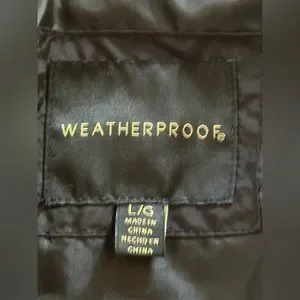 WEATHERPROOF®
L/G
MADE IN
CHINA
HECHO EN
CHINA